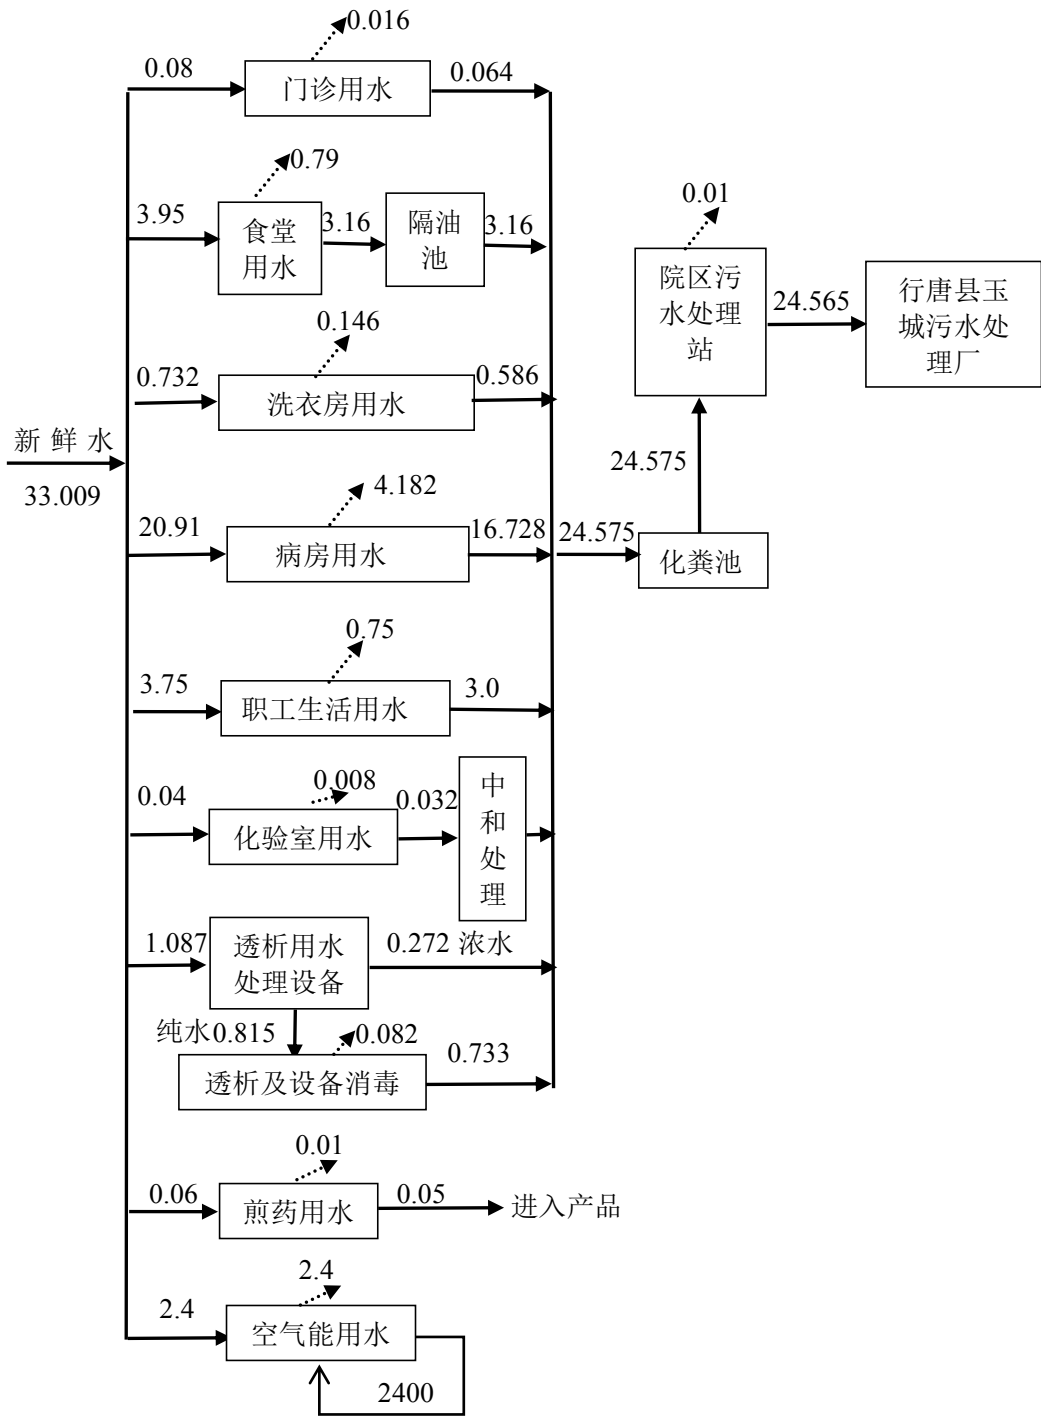 0.016
0.08
门诊用水
0.064
0.79
3.95
食堂
用水
3.16
隔油
池
3.16
0.01
院区污
水处理
站
24.565
行唐县玉
城污水处
理厂
0.146
0.732
洗衣房用水
0.586
新鲜水
33.009
24.575
4.182
20.91
病房用水
16.728
24.575
化粪池
0.75
3.75
职工生活用水
3.0
0.008
0.04
化验室用水
0.032
中
和
处
理
1.087
透析用水
处理设备
0.272 浓水
纯水0.815
0.082
透析及设备消毒
0.733
0.01
0.06
煎药用水
0.05
进入产品
2.4
2.4
空气能用水
2400